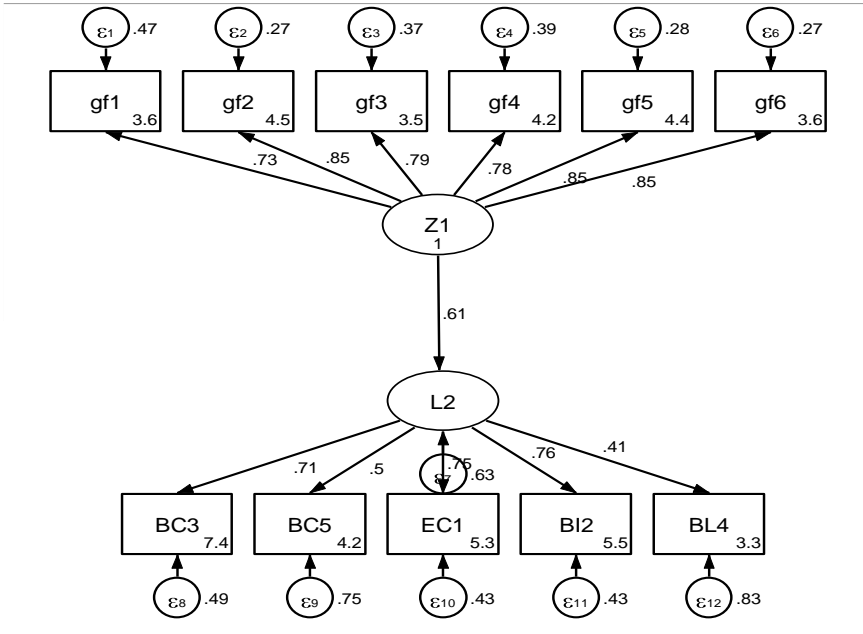 ε1 .47 ε2 .27 ε3 .37 ε4 .39 ε5 .28 ε6 .27
gf1 gf2 gf3 gf4 gf5 gf6
3.6 4.5 3.5 4.2 4.4 3.6
.73 .85 .79 .78 .85 .85
Z1
1
.61
L2
.71 .5 .75 .76 .41
ε7 .63
BC3 BC5 EC1 BI2 BL4
7.4 4.2 5.3 5.5 3.3
ε8 .49 ε9 .75 ε10 .43 ε11 .43 ε12 .83